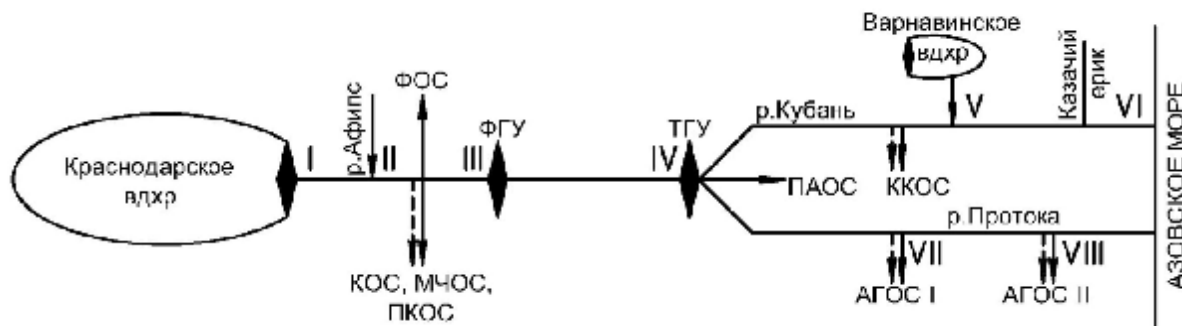 Варнавинское
вдхр
Казачий
ерик
ФОС
р.Афипс
ФГУ
ТГУ
р.Кубань
I
II
III
IV
V
VI
Краснодарское
вдхр
ПАОС
ККОС
р.Протока
КОС, МЧОС,
ПКОС
VII
VIII
АГОС I
АГОС II
АЗОВСКОЕ МОРЕ